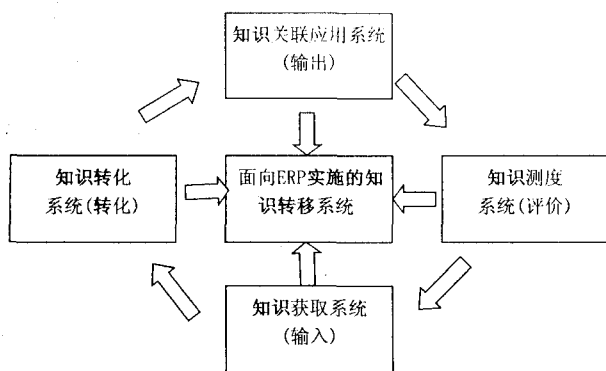 知识关联应用系统
(输出)
知识转化
系统(转化)
面向ERP实施的知
识转移系统
知识测度
系统(评价)
知识获取系统
(输入)